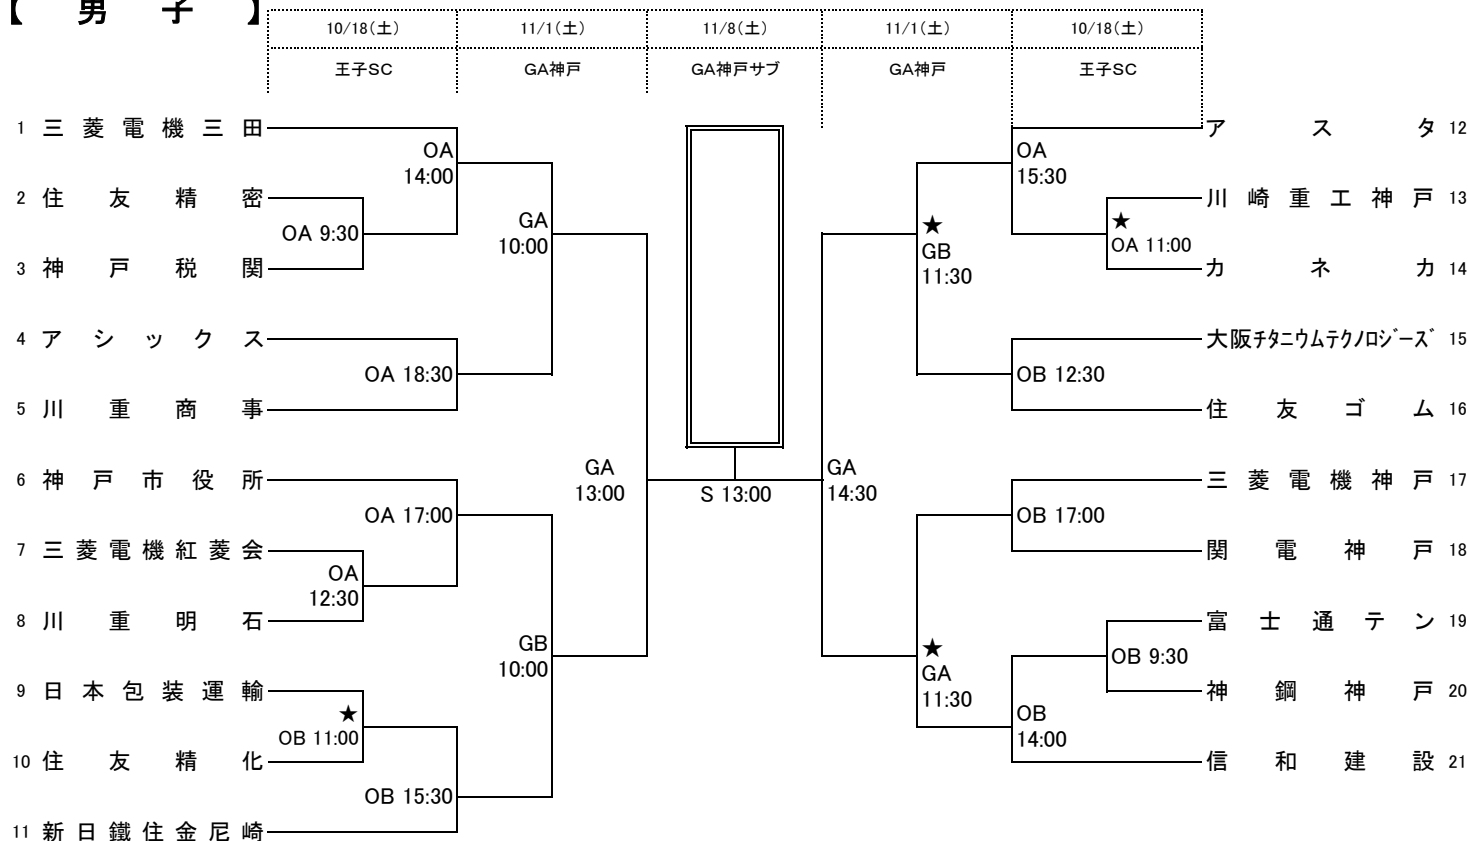 【 男 子 】
10/18(土) 11/1(土) 11/8(土) 11/1(土) 10/18(土)
王子SC GA神戸 GA神戸サブ GA神戸 王子SC
1 三菱電機三田
OA
14:00
2 住友精密
OA 9:30
3 神戸税関
GA
10:00
4 アシックス
OA 18:30
5 川重商事
GA
13:00
6 神戸市役所
OA 17:00
7 三菱電機紅菱会
OA
12:30
8 川重明石
GB
10:00
9 日本包装運輸
★
OB 11:00
10 住友精化
OB 15:30
11 新日鐵住金尼崎
S 13:00
アスタ 12
OA
15:30
川崎重工神戸 13
★
OA 11:00
カネカ 14
★
GB
11:30
大阪ﾁﾀﾆｳﾑﾃｸﾉﾛｼﾞｰｽﾞ 15
OB 12:30
住友ゴム 16
GA
14:30
三菱電機神戸 17
OB 17:00
関電神戸 18
富士通テン 19
OB 9:30
神鋼神戸 20
★
GA
11:30
OB
14:00
信和建設 21